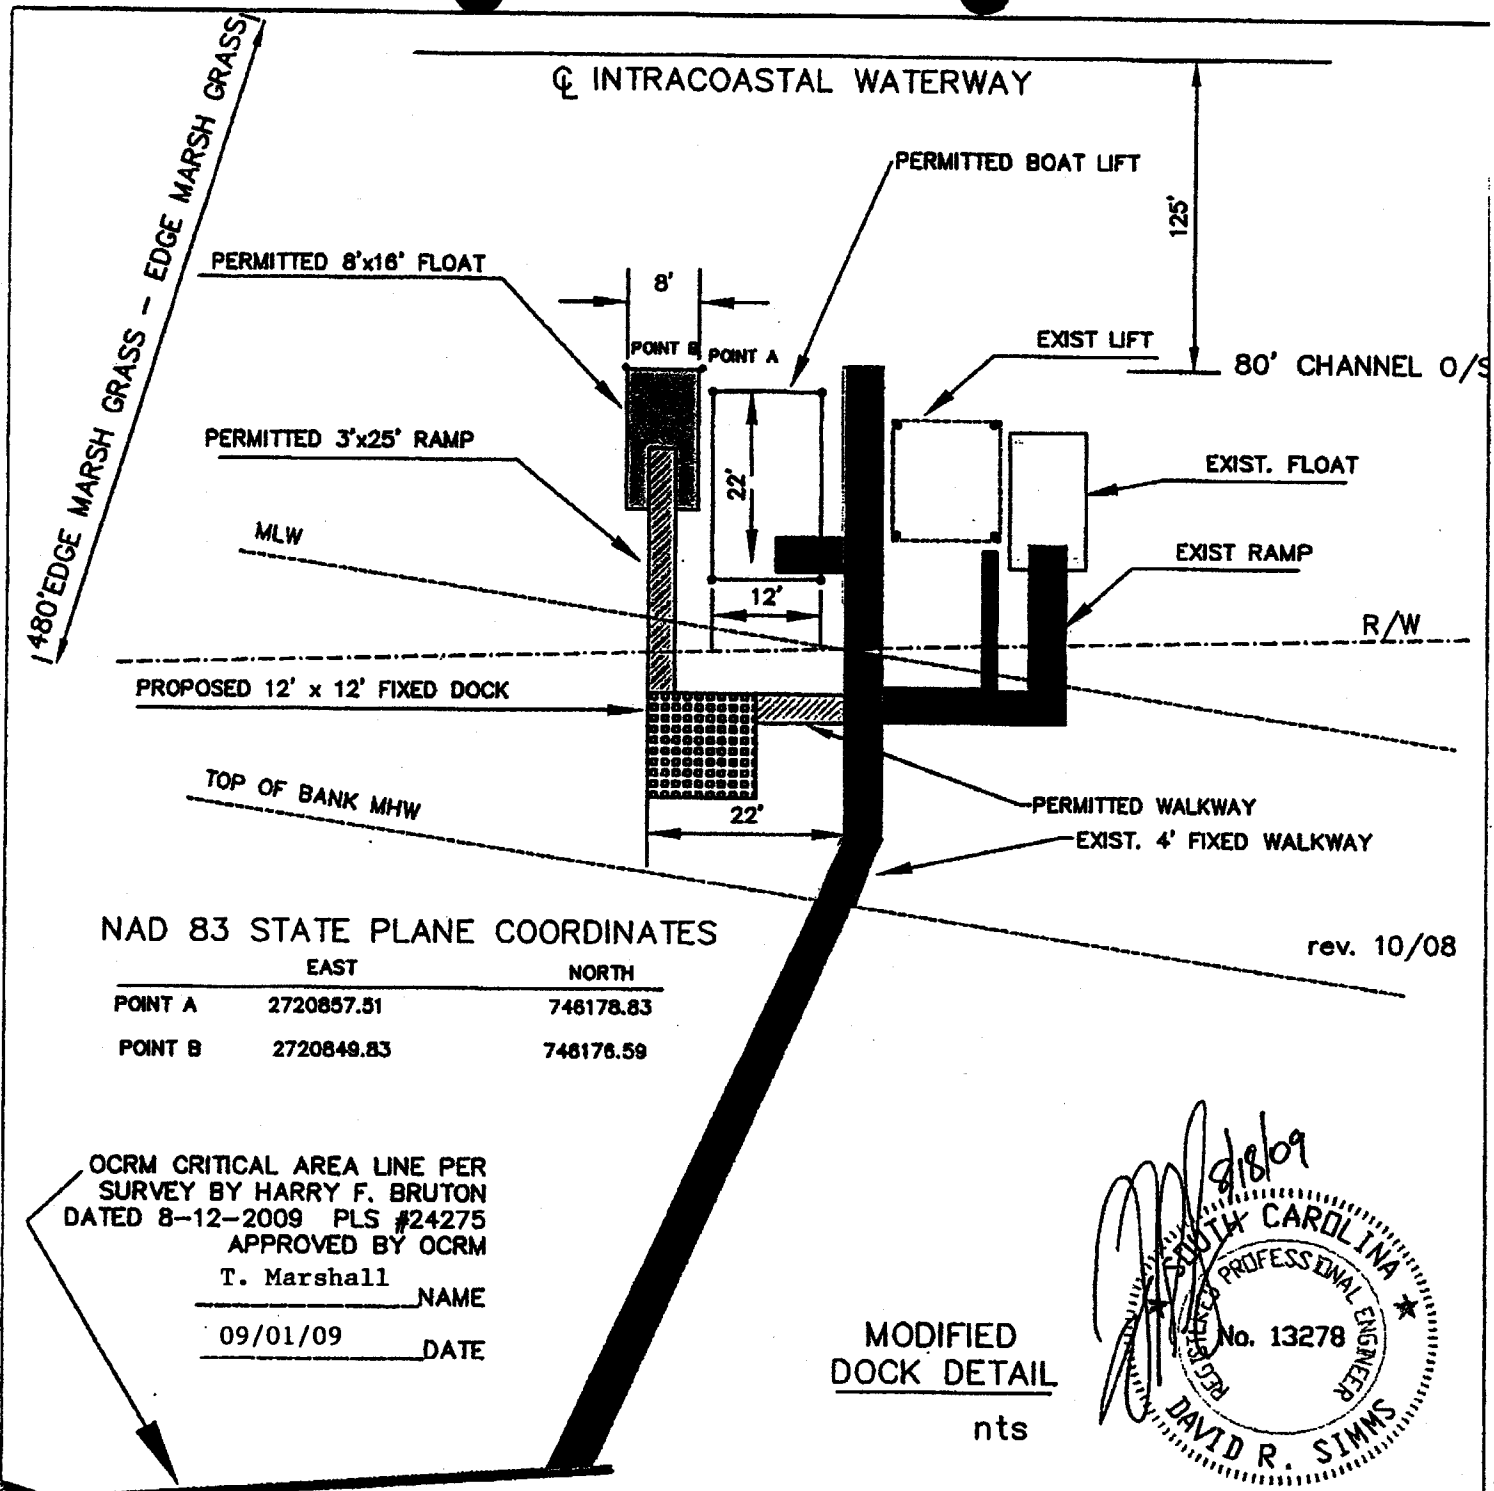 ℄ INTRACOASTAL WATERWAY
480' EDGE MARSH GRASS - EDGE MARSH GRASS
PERMITTED BOAT LIFT
125'
PERMITTED 8'x16' FLOAT
8'
POINT B
POINT A
EXIST LIFT
80' CHANNEL O/S
PERMITTED 3'x25' RAMP
22'
EXIST. FLOAT
MLW
EXIST RAMP
12'
R/W
PROPOSED 12' x 12' FIXED DOCK
TOP OF BANK MHW
22'
PERMITTED WALKWAY
EXIST. 4' FIXED WALKWAY
NAD 83 STATE PLANE COORDINATES
rev. 10/08
EAST NORTH
POINT A 2720857.51 746178.83
POINT B 2720849.83 746176.59
OCRM CRITICAL AREA LINE PER
SURVEY BY HARRY F. BRUTON
DATED 8-12-2009 PLS #24275
APPROVED BY OCRM
T. Marshall NAME
09/01/09 DATE
8/18/09
SOUTH CAROLINA
REGISTERED PROFESSIONAL ENGINEER
No. 13278
DAVID R. SIMMS
MODIFIED
DOCK DETAIL
nts